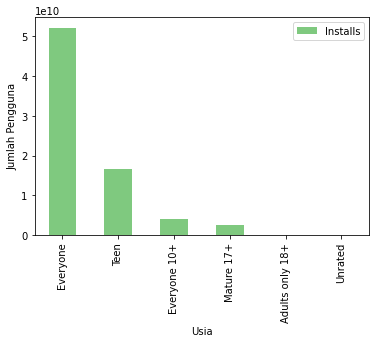 1e10
Installs
5
4
3
2
1
0
Jumlah Pengguna
Everyone
Teen
Everyone 10+
Mature 17+
Adults only 18+
Unrated
Usia